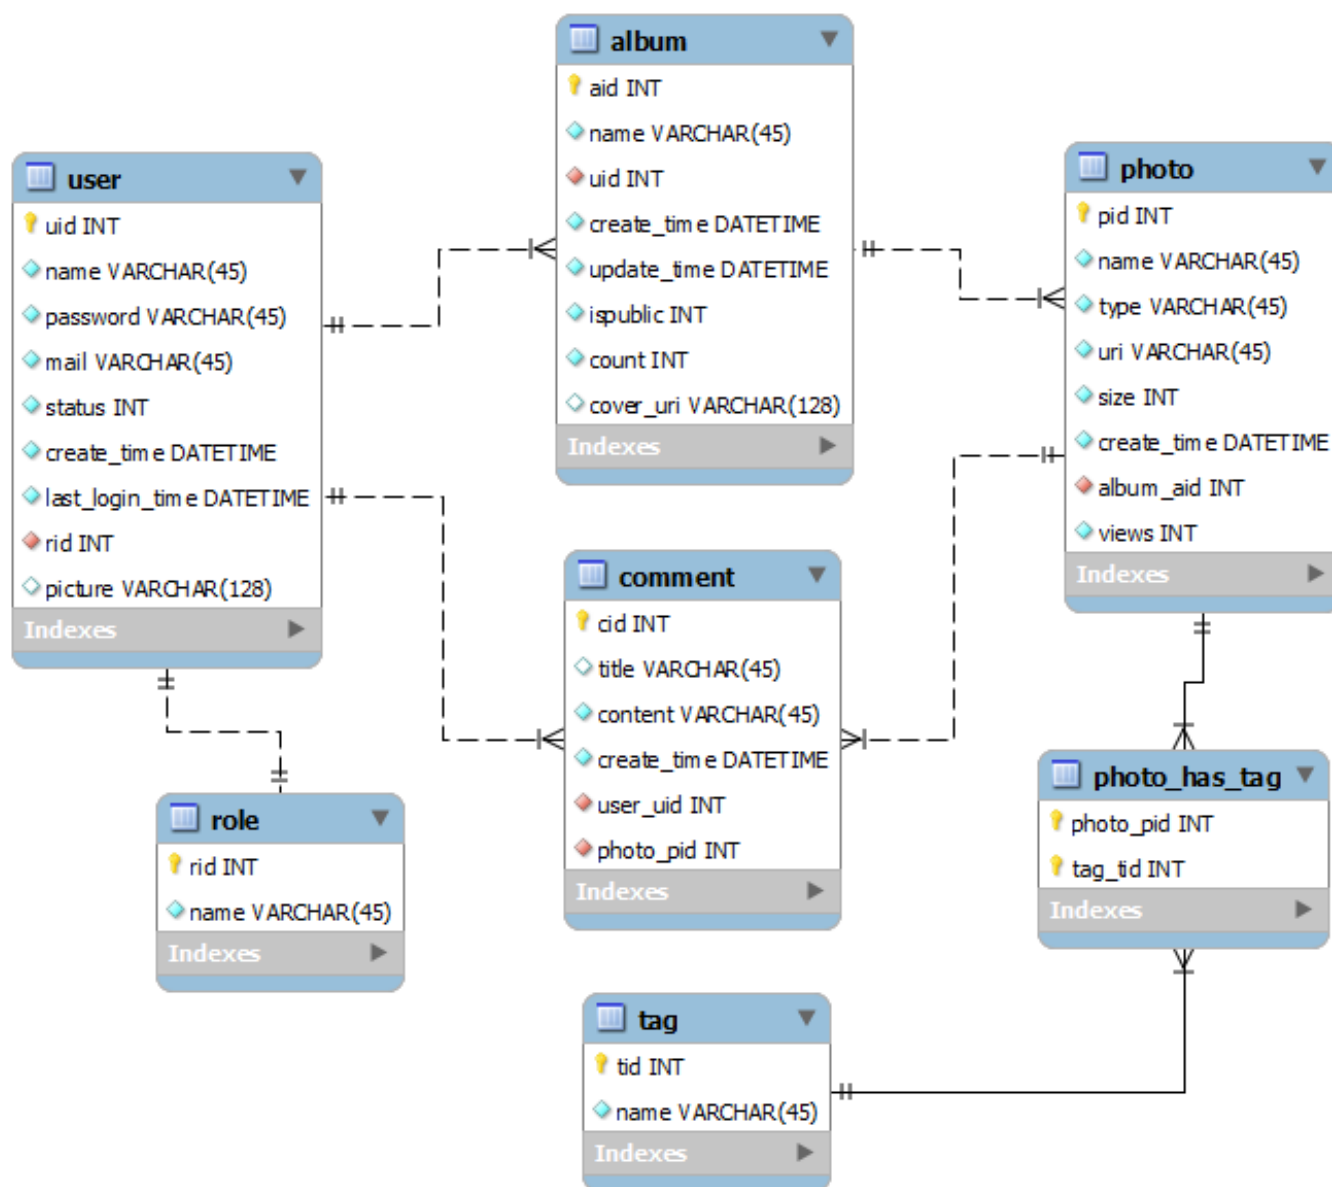 user
uid INT
name VARCHAR(45)
password VARCHAR(45)
mail VARCHAR(45)
status INT
create_time DATETIME
last_login_time DATETIME
rid INT
picture VARCHAR(128)
Indexes
album
aid INT
name VARCHAR(45)
uid INT
create_time DATETIME
update_time DATETIME
ispublic INT
count INT
cover_uri VARCHAR(128)
Indexes
photo
pid INT
name VARCHAR(45)
type VARCHAR(45)
uri VARCHAR(45)
size INT
create_time DATETIME
album_aid INT
views INT
Indexes
comment
cid INT
title VARCHAR(45)
content VARCHAR(45)
create_time DATETIME
user_uid INT
photo_pid INT
Indexes
role
rid INT
name VARCHAR(45)
Indexes
photo_has_tag
photo_pid INT
tag_tid INT
Indexes
tag
tid INT
name VARCHAR(45)
Indexes